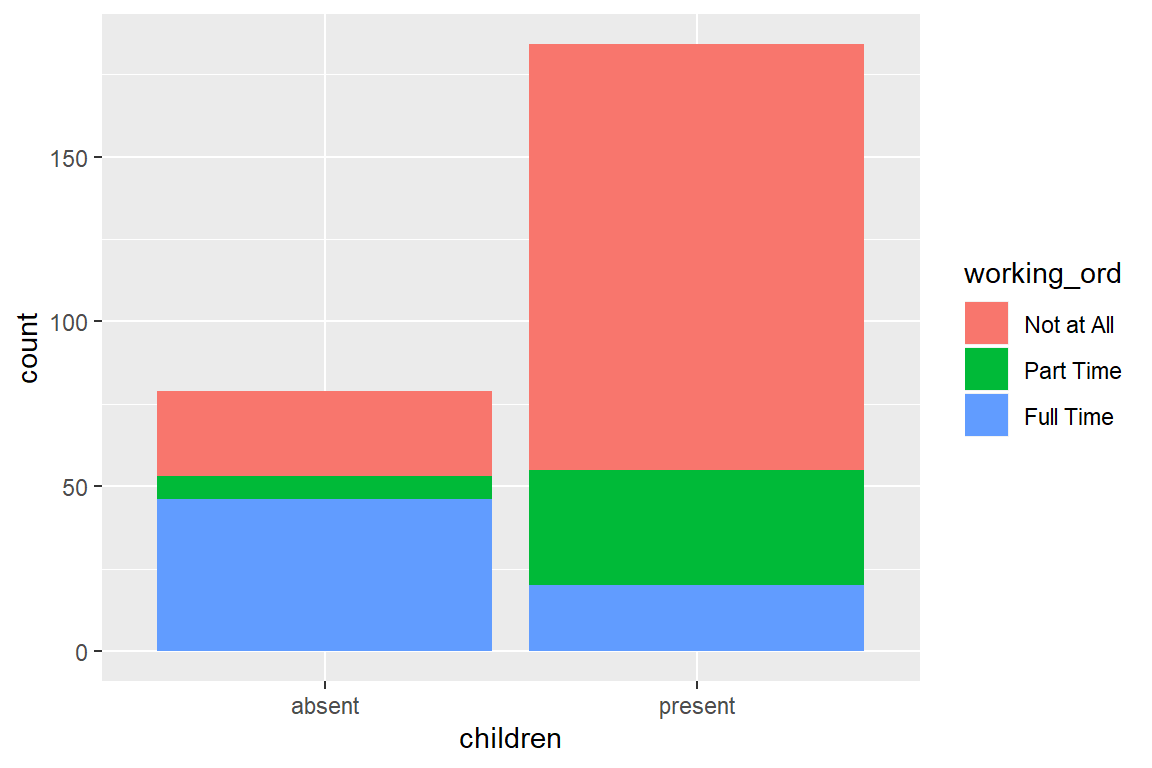 count
150
100
50
0
absent present
children
working_ord
Not at All
Part Time
Full Time